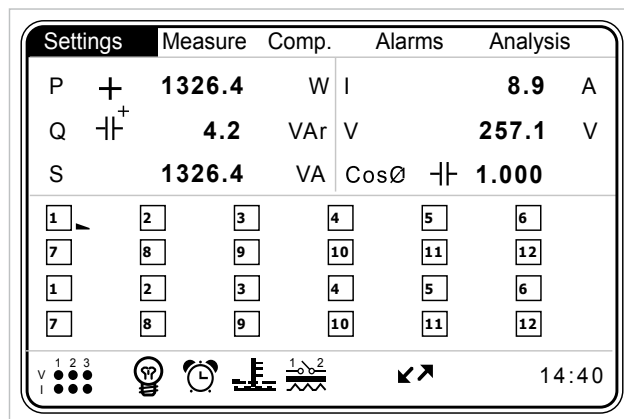 Settings Measure Comp. Alarms Analysis
P + 1326.4 W I 8.9 A
Q + 4.2 VAr V 257.1 V
S 1326.4 VA CosØ 1.000
1 2 3 4 5 6
7 8 9 10 11 12
1 2 3 4 5 6
7 8 9 10 11 12
1 2 3 1 2
V
I 14:40